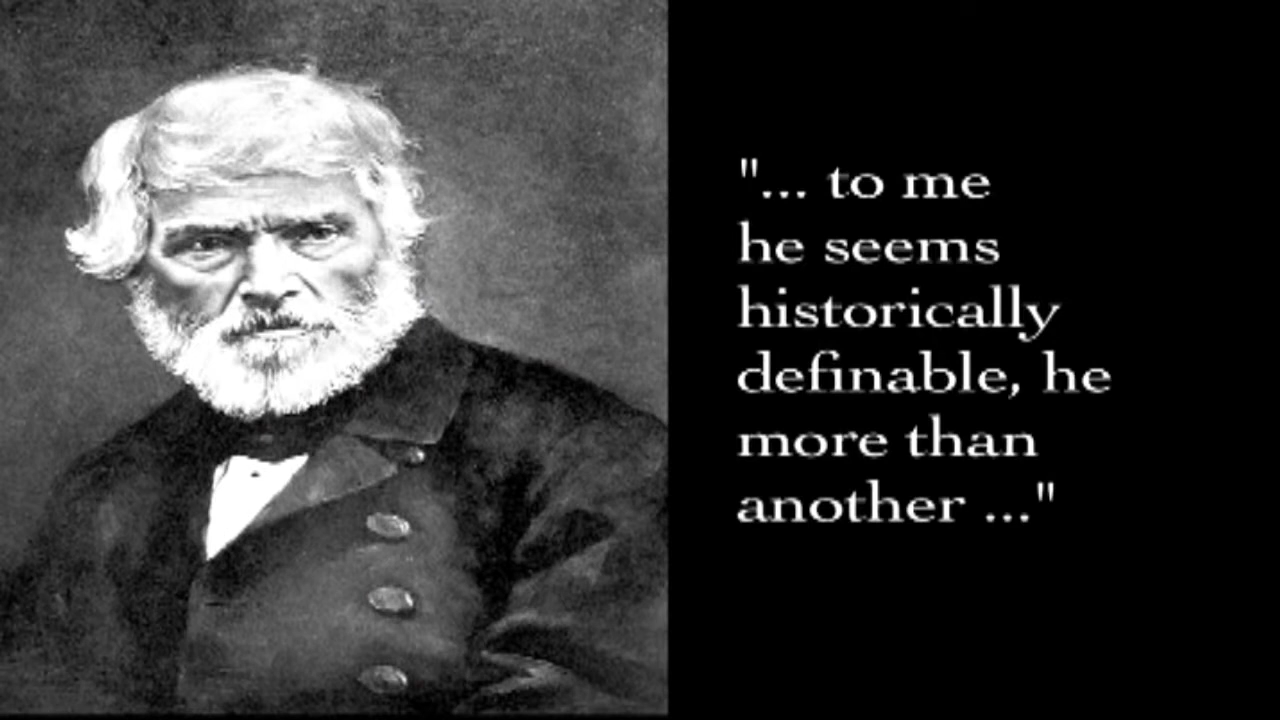 "... to me
he seems
historically
definable, he
more than
another ..."